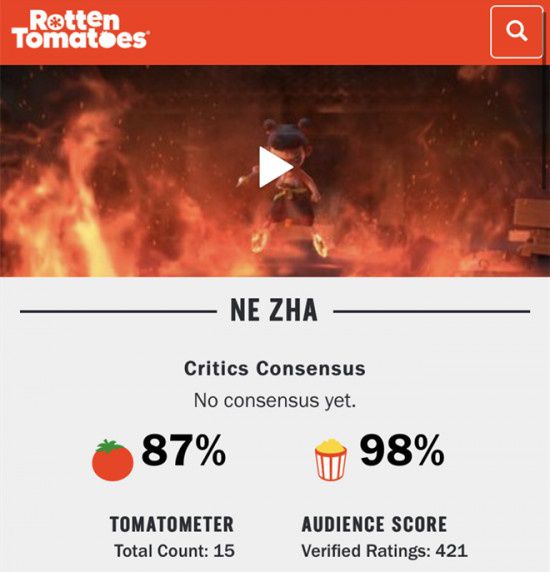 Rotten
Tomatoes
NE ZHA
Critics Consensus
No consensus yet.
87%
98%
TOMATOMETER
AUDIENCE SCORE
Total Count: 15
Verified Ratings: 421